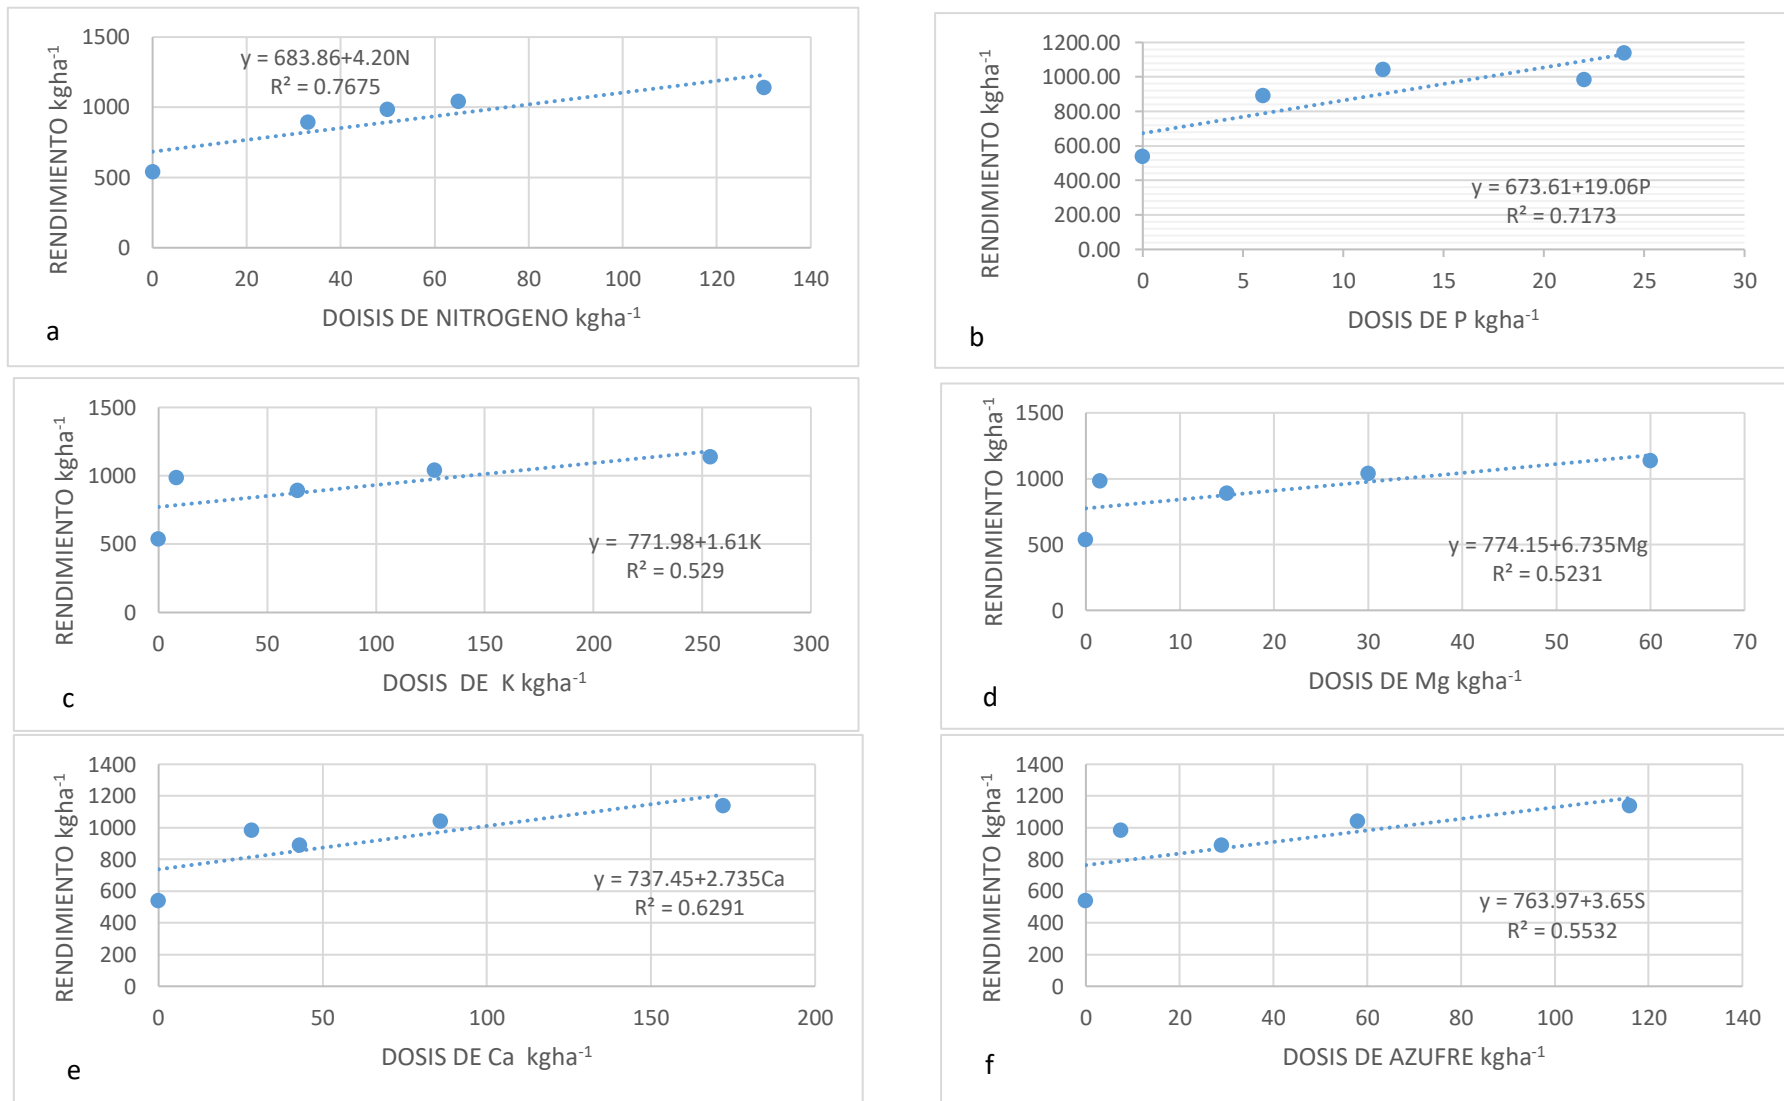 RENDIMIENTO kgha-1
1500
1000
500
0
y = 683.86+4.20N
R² = 0.7675
0 20 40 60 80 100 120 140
DOISIS DE NITROGENO kgha-1
a
RENDIMIENTO kgha-1
1200.00
1000.00
800.00
600.00
400.00
200.00
0.00
y = 673.61+19.06P
R² = 0.7173
0 5 10 15 20 25 30
DOSIS DE P kgha-1
b
RENDIMIENTO kgha-1
1500
1000
500
0
y = 771.98+1.61K
R² = 0.529
0 50 100 150 200 250 300
DOSIS DE K kgha-1
c
RENDIMIENTO kgha-1
1500
1000
500
0
y = 774.15+6.735Mg
R² = 0.5231
0 10 20 30 40 50 60 70
DOSIS DE Mg kgha-1
d
RENDIMIENTO kgha-1
1400
1200
1000
800
600
400
200
0
y = 737.45+2.735Ca
R² = 0.6291
0 50 100 150 200
DOSIS DE Ca kgha-1
e
RENDIMIENTO kgha-1
1400
1200
1000
800
600
400
200
0
y = 763.97+3.65S
R² = 0.5532
0 20 40 60 80 100 120 140
DOSIS DE AZUFRE kgha-1
f